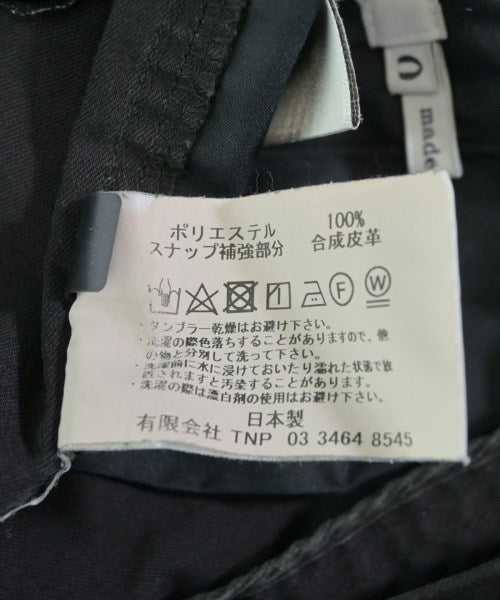 ポリエステル 100%
スナップ補強部分 合成皮革
F W
・タンブラー乾燥はお避け下さい。
・洗濯の際色落ちすることがありますので、他
の物と分別して洗って下さい。
・洗濯前に水に浸けておいたり濡れた状態で放
置されますと汚染することがあります。
・洗濯の際は漂白剤の使用はお避け下さい。
日本製
有限会社 TNP 03 3464 8545
made